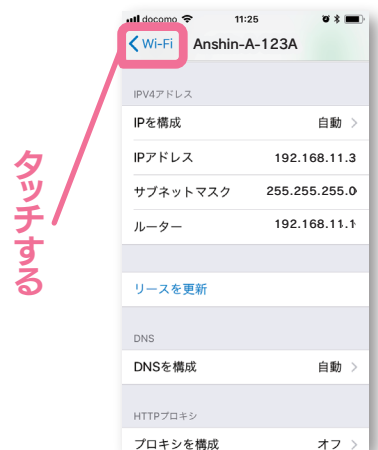 docomo 11:25
Wi-Fi Anshin-A-123A
IPV4アドレス
IPを構成 自動
IPアドレス 192.168.11.3
サブネットマスク 255.255.255.0
ルーター 192.168.11.1
タッチする
リースを更新
DNS
DNSを構成 自動
HTTPプロキシ
プロキシを構成 オフ